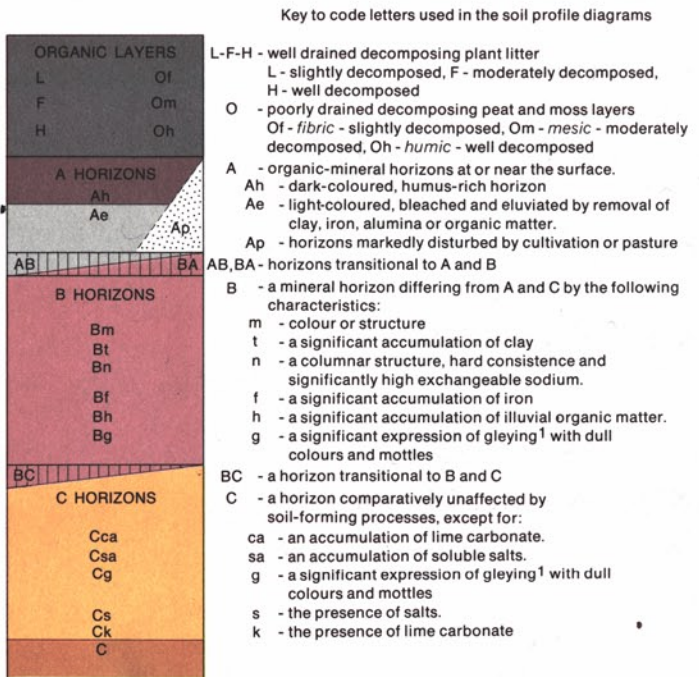 Key to code letters used in the soil profile diagrams
ORGANIC LAYERS
L Of
F Om
H Oh
L-F-H - well drained decomposing plant litter
L - slightly decomposed, F - moderately decomposed,
H - well decomposed
O - poorly drained decomposing peat and moss layers
Of - fibric - slightly decomposed, Om - mesic - moderately
decomposed, Oh - humic - well decomposed
A HORIZONS
Ah
Ae
Ap
A - organic-mineral horizons at or near the surface.
Ah - dark-coloured, humus-rich horizon
Ae - light-coloured, bleached and eluviated by removal of
clay, iron, alumina or organic matter.
Ap - horizons markedly disturbed by cultivation or pasture
AB BA
AB,BA - horizons transitional to A and B
B HORIZONS
Bm
Bt
Bn
Bf
Bh
Bg
B - a mineral horizon differing from A and C by the following
characteristics:
m - colour or structure
t - a significant accumulation of clay
n - a columnar structure, hard consistence and
significantly high exchangeable sodium.
f - a significant accumulation of iron
h - a significant accumulation of illuvial organic matter.
g - a significant expression of gleying1 with dull
colours and mottles
BC
BC - a horizon transitional to B and C
C HORIZONS
Cca
Csa
Cg
Cs
Ck
C
C - a horizon comparatively unaffected by
soil-forming processes, except for:
ca - an accumulation of lime carbonate.
sa - an accumulation of soluble salts.
g - a significant expression of gleying1 with dull
colours and mottles
s - the presence of salts.
k - the presence of lime carbonate